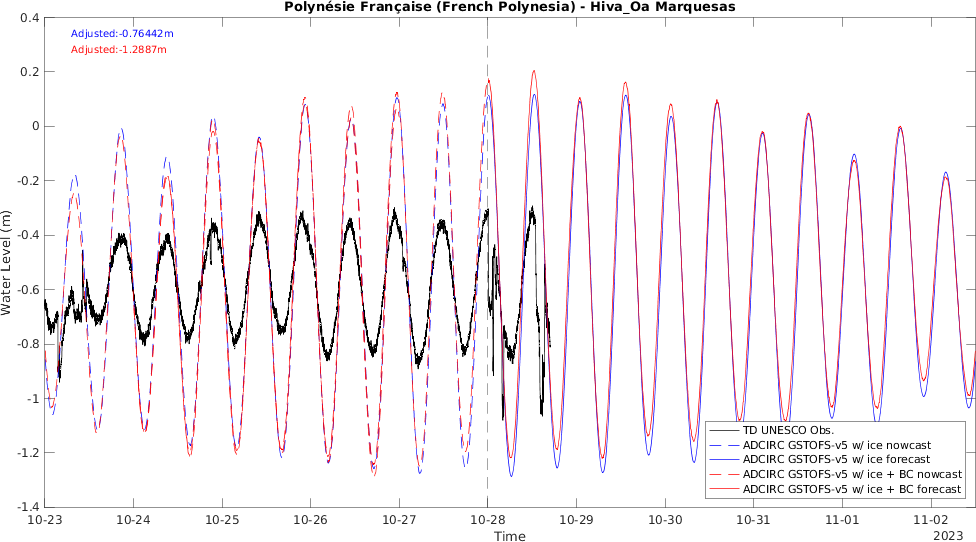 Polynésie Française (French Polynesia) - Hiva_Oa Marquesas
Adjusted:-0.76442m
Adjusted:-1.2887m
Water Level (m)
0.4
0.2
0
-0.2
-0.4
-0.6
-0.8
-1
-1.2
-1.4
TD UNESCO Obs.
ADCIRC GSTOFS-v5 w/ ice nowcast
ADCIRC GSTOFS-v5 w/ ice forecast
ADCIRC GSTOFS-v5 w/ ice + BC nowcast
ADCIRC GSTOFS-v5 w/ ice + BC forecast
10-23 10-24 10-25 10-26 10-27 10-28 10-29 10-30 10-31 11-01 11-02
Time
2023